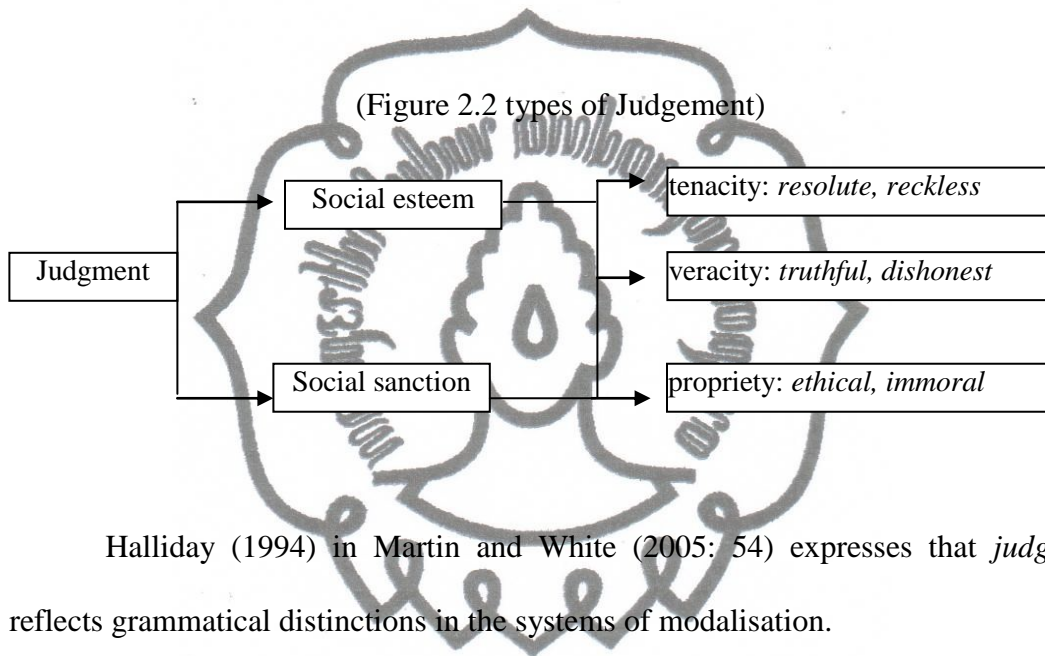 (Figure 2.2 types of Judgement)
Social esteem
tenacity: resolute, reckless
Judgment
veracity: truthful, dishonest
Social sanction
propriety: ethical, immoral
Halliday (1994) in Martin and White (2005: 54) expresses that judg
reflects grammatical distinctions in the systems of modalisation.